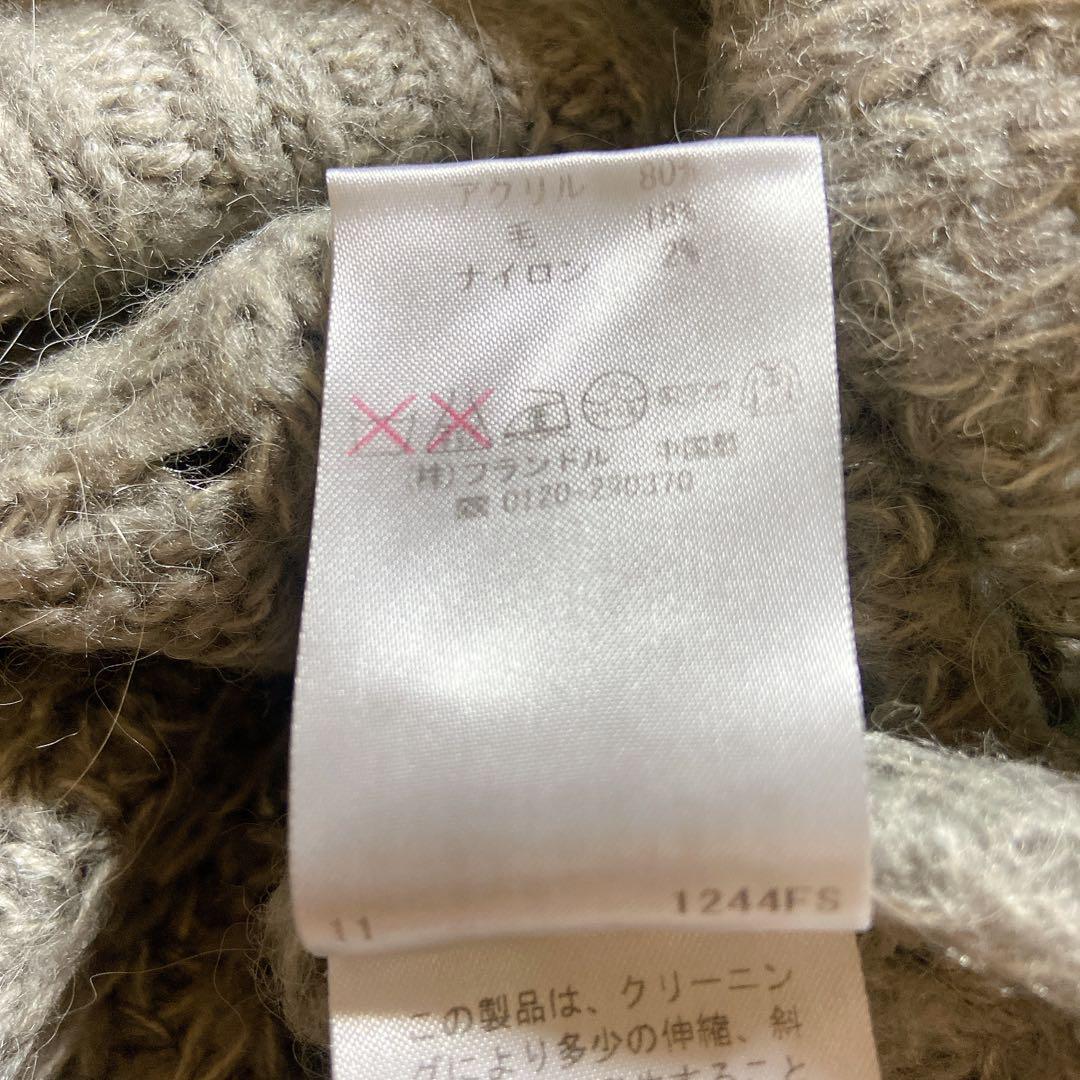 アクリル 80%
毛 18%
ナイロン 2%
(株)フランドル 中国製
☎ 0120-230370
11 1244FS
この製品は、クリーニン
グにより多少の伸縮、斜